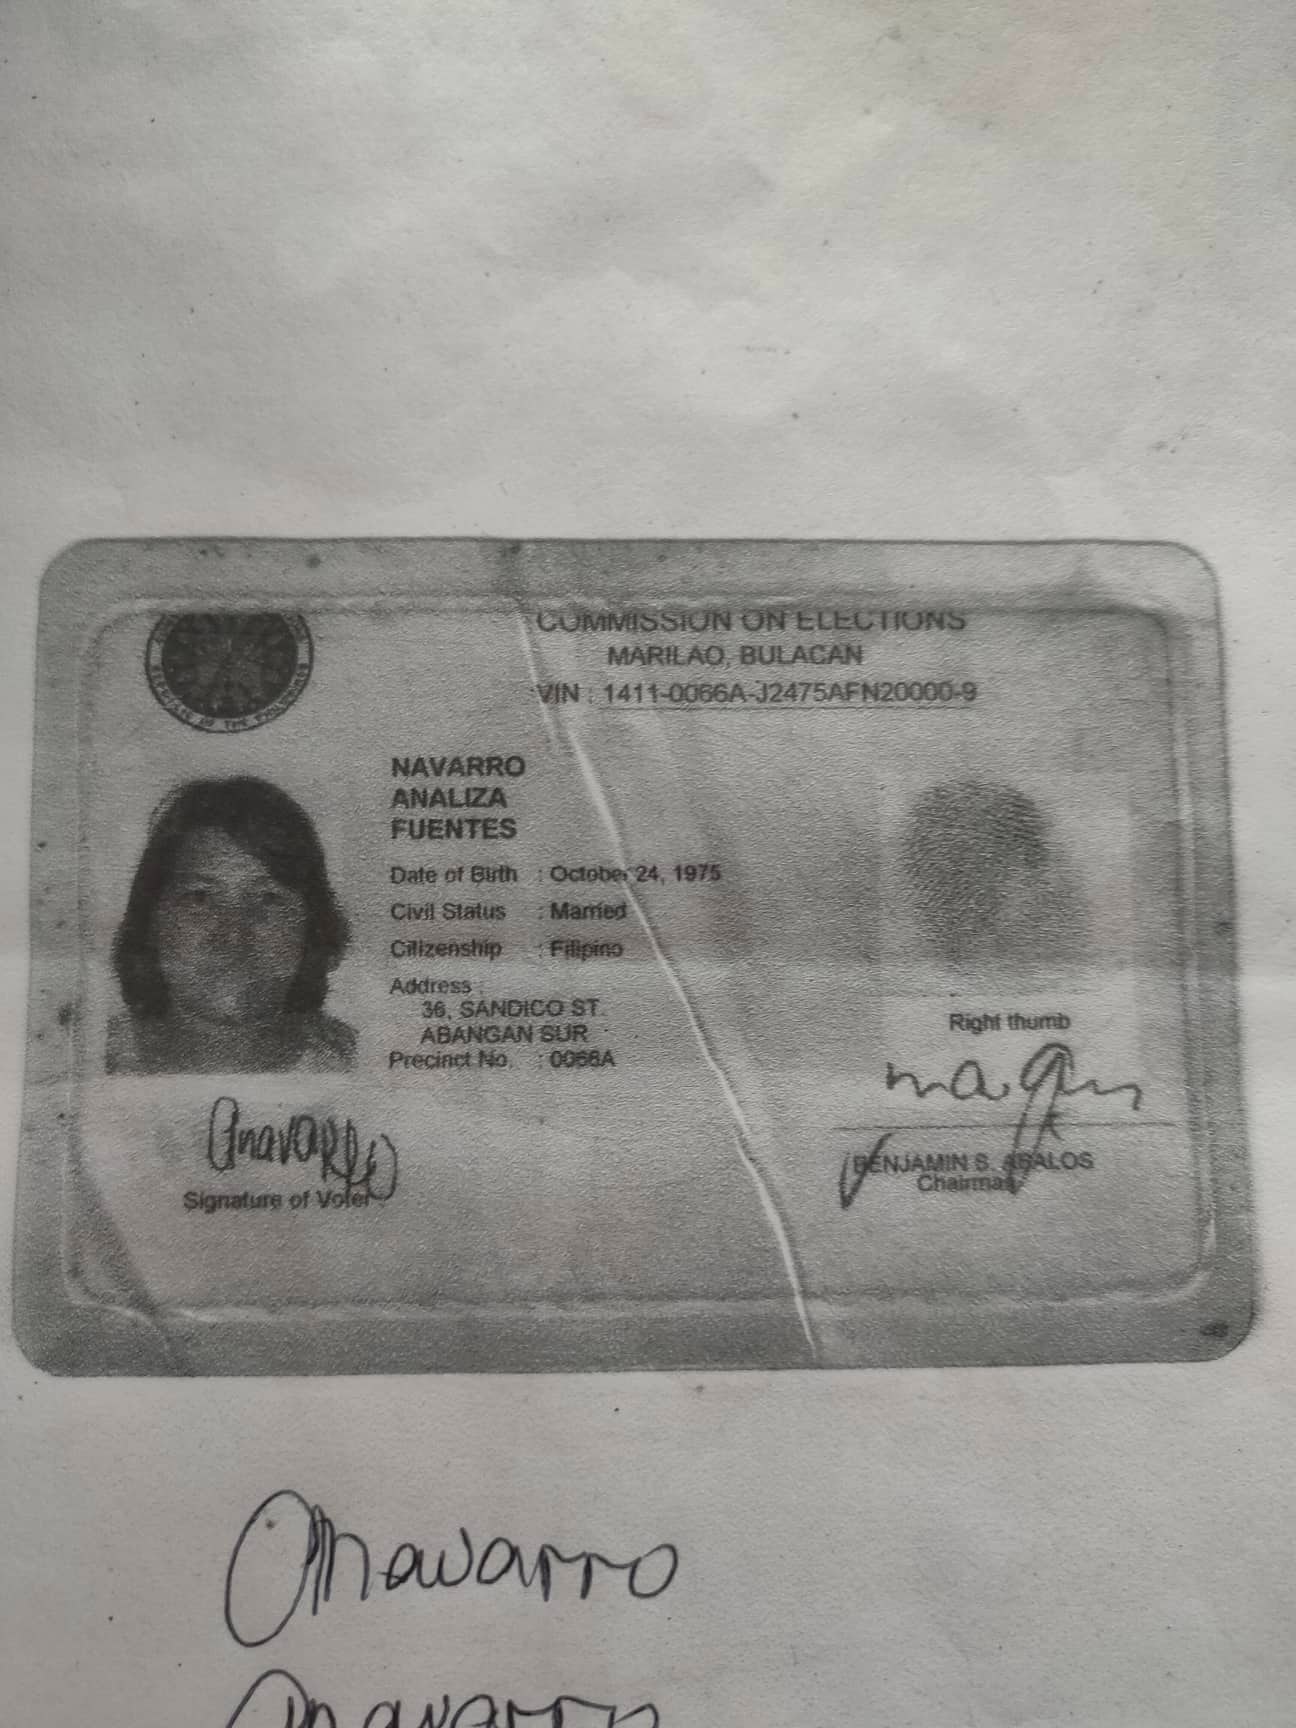 COMMISSION ON ELECTIONS
MARILAO, BULACAN
VIN : 1411-0066A-J2475AFN20000-9
NAVARRO
ANALIZA
FUENTES
Date of Birth : October 24, 1975
Civil Status : Married
Citizenship : Filipino
Address :
36, SANDICO ST.
ABANGAN SUR
Precinct No. : 0066A
Right thumb
Anavarro
Signature of Voter
BENJAMIN S. ABALOS
Chairman
Anavarro
Anavarro